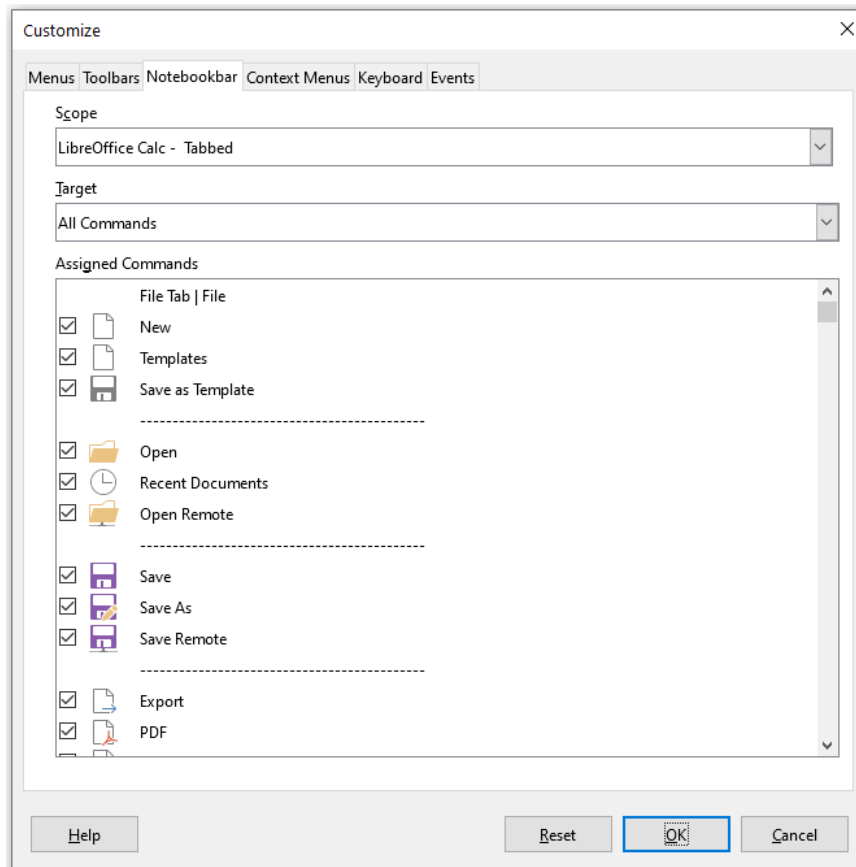 Customize
Menus Toolbars Notebookbar Context Menus Keyboard Events
Scope
LibreOffice Calc -  Tabbed
Target
All Commands
Assigned Commands
File Tab | File
New
Templates
Save as Template
--------------------------------------------
Open
Recent Documents
Open Remote
--------------------------------------------
Save
Save As
Save Remote
--------------------------------------------
Export
PDF
Help Reset OK Cancel